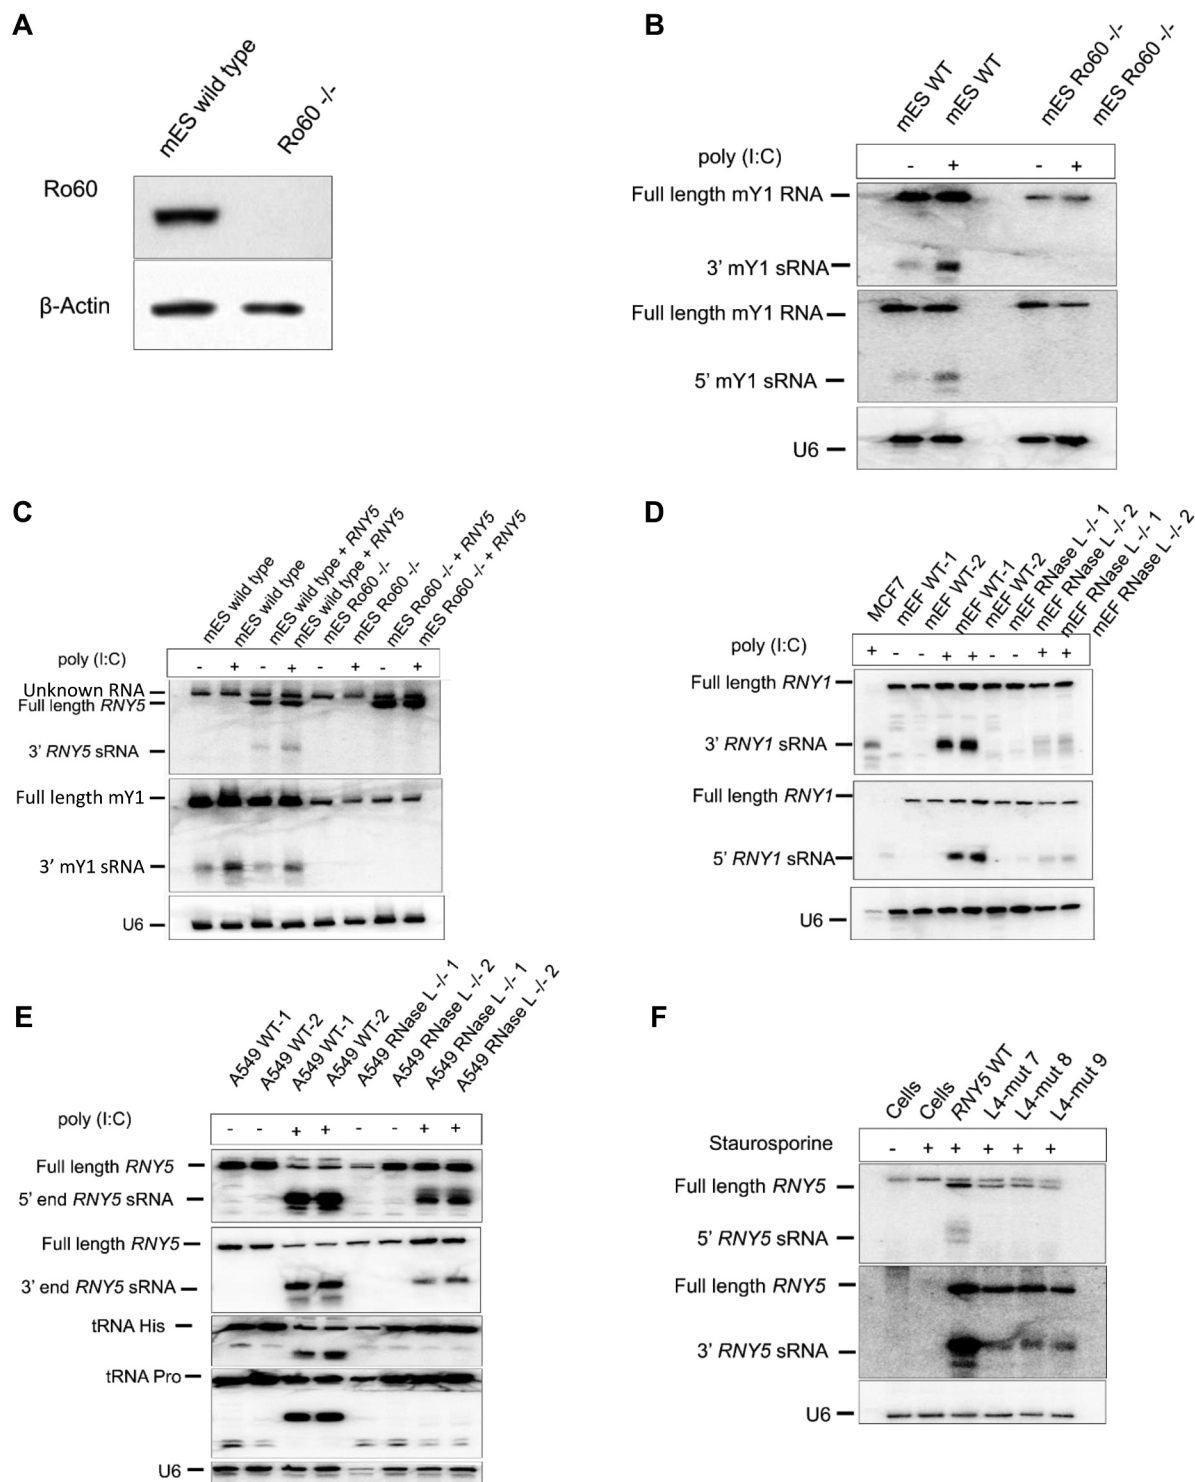 A
mES wild type
Ro60 -/-
Ro60
β-Actin
B
mES WT
mES WT
mES Ro60 -/-
mES Ro60 -/-
poly (I:C)
- + - +
Full length mY1 RNA
3’ mY1 sRNA
Full length mY1 RNA
5’ mY1 sRNA
U6
C
mES wild type
mES wild type
mES wild type + RNY5
mES wild type + RNY5
mES Ro60 -/-
mES Ro60 -/-
mES Ro60 -/- + RNY5
mES Ro60 -/- + RNY5
poly (I:C)
- + - + - + - +
Unknown RNA
Full length RNY5
3’ RNY5 sRNA
Full length mY1
3’ mY1 sRNA
U6
D
MCF7
mEF WT-1
mEF WT-2
mEF WT-1
mEF WT-2
mEF RNase L -/- 1
mEF RNase L -/- 2
mEF RNase L -/- 1
mEF RNase L -/- 2
poly (I:C)
+ - - + + - - + +
Full length RNY1
3’ RNY1 sRNA
Full length RNY1
5’ RNY1 sRNA
U6
E
A549 WT-1
A549 WT-2
A549 WT-1
A549 WT-2
A549 RNase L -/- 1
A549 RNase L -/- 2
A549 RNase L -/- 1
A549 RNase L -/- 2
poly (I:C)
- - + + - - + +
Full length RNY5
5’ end RNY5 sRNA
Full length RNY5
3’ end RNY5 sRNA
tRNA His
tRNA Pro
U6
F
Cells
Cells
RNY5 WT
L4-mut 7
L4-mut 8
L4-mut 9
Staurosporine
- + + + + +
Full length RNY5
5’ RNY5 sRNA
Full length RNY5
3’ RNY5 sRNA
U6